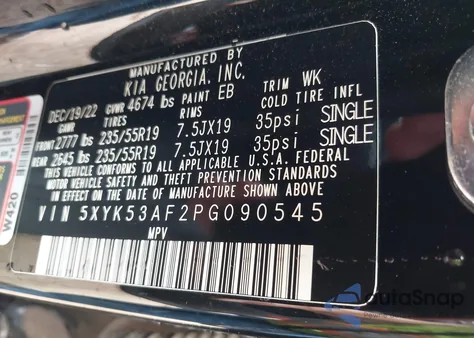 MANUFACTURED BY
KIA GEORGIA, INC.
DEC/19/22 GVWR 4674 lbs PAINT EB TRIM WK
GAWR TIRES RIMS COLD TIRE INFL
FRONT 2777 lbs 235/55R19 7.5JX19 35psi SINGLE
REAR 2645 lbs 235/55R19 7.5JX19 35psi SINGLE
THIS VEHICLE CONFORMS TO ALL APPLICABLE U.S.A. FEDERAL
MOTOR VEHICLE SAFETY AND BUMPER STANDARDS
IN EFFECT ON THE DATE OF MANUFACTURE SHOWN ABOVE.
VIN 5XYK53AF2PG090545
MPV
W420
autoSnap